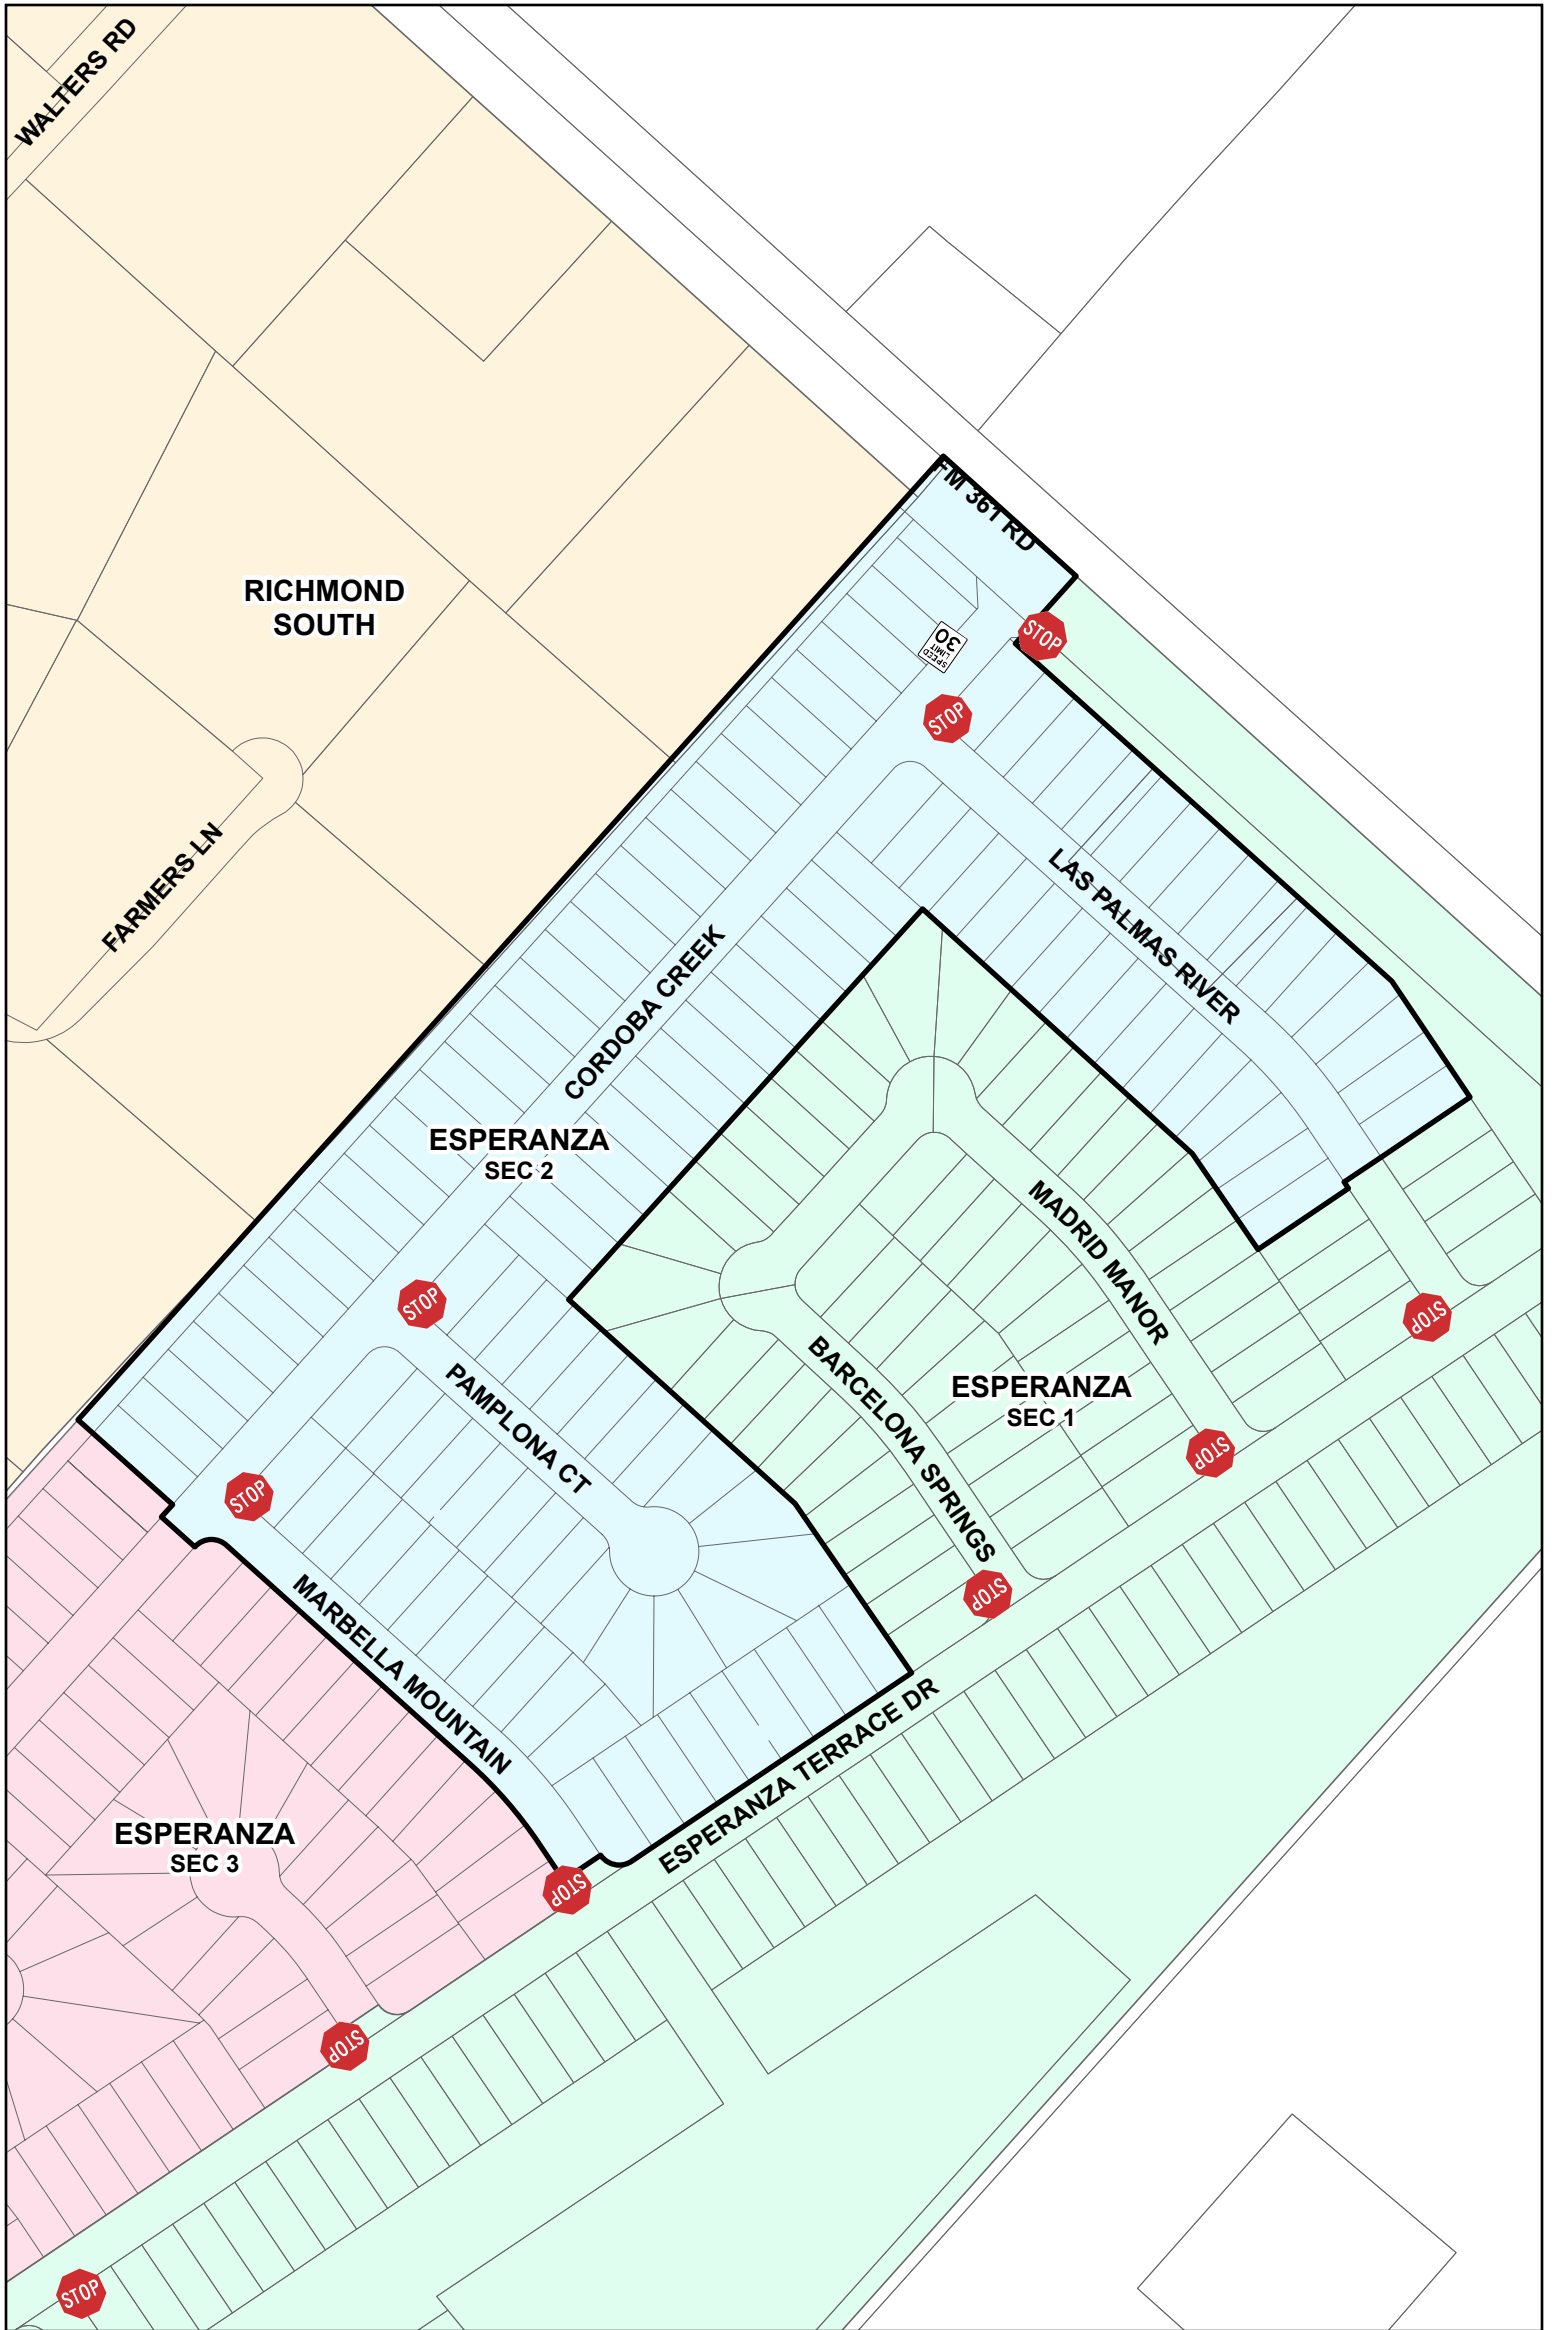 WALTERS RD
FM 361 RD
RICHMOND
SOUTH
STOP
SPEED
LIMIT
30
STOP
FARMERS LN
LAS PALMAS RIVER
CORDOBA CREEK
ESPERANZA
SEC 2
MADRID MANOR
STOP
STOP
BARCELONA SPRINGS
ESPERANZA
SEC 1
PAMPLONA CT
STOP
STOP
STOP
MARBELLA MOUNTAIN
ESPERANZA TERRACE DR
ESPERANZA
SEC 3
STOP
STOP
STOP